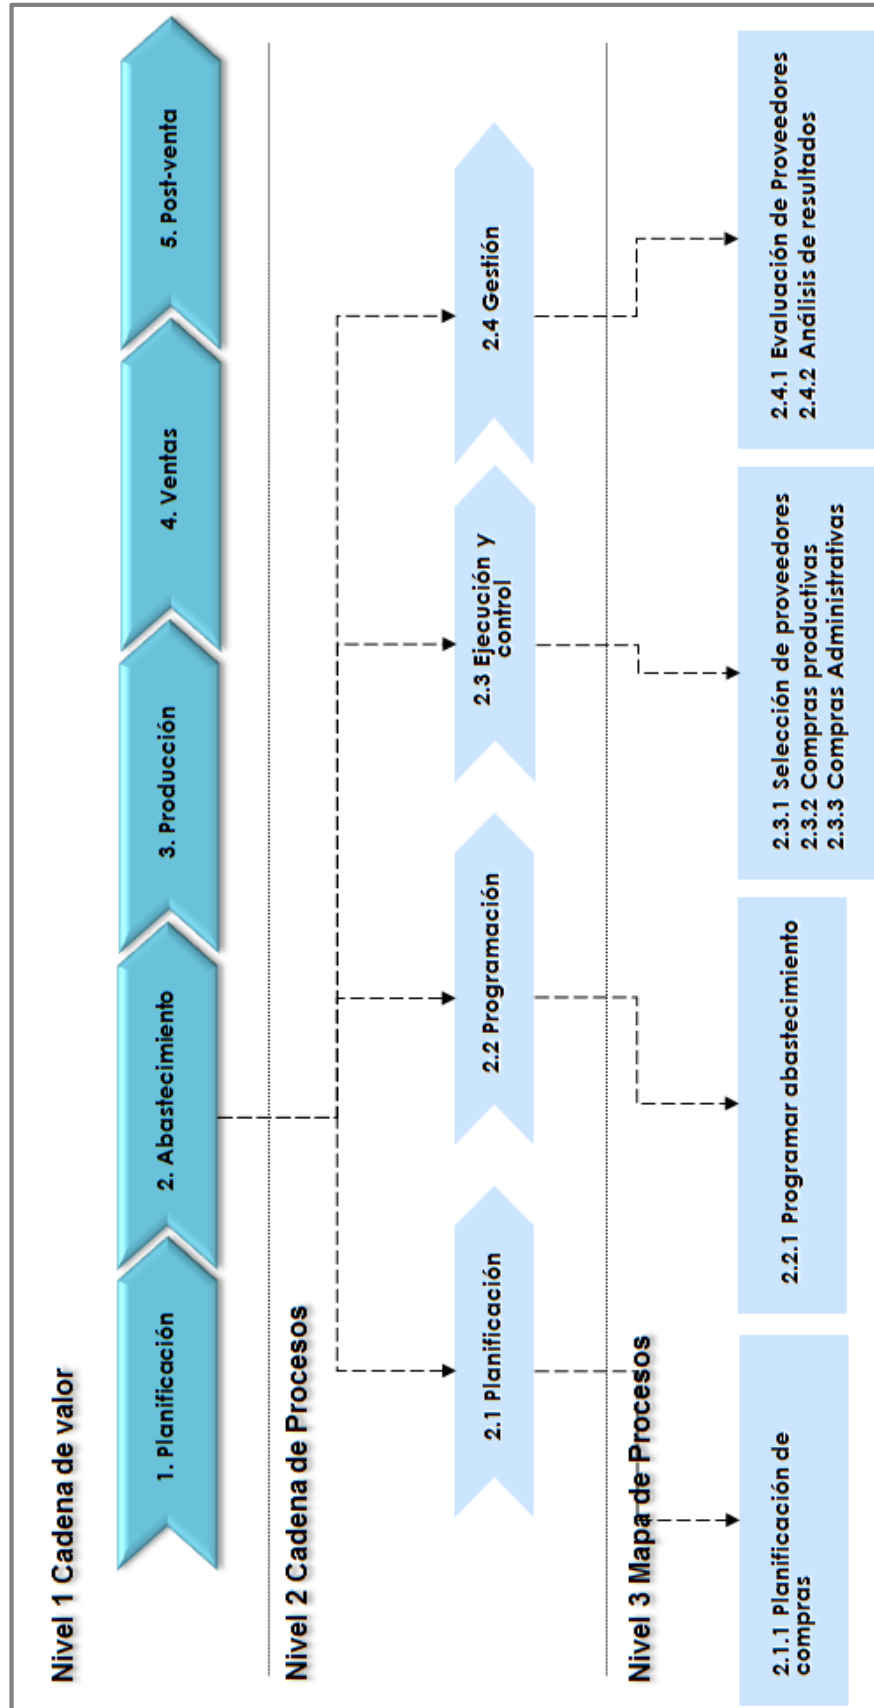 Nivel 1 Cadena de valor
1. Planificación
2. Abastecimiento
3. Producción
4. Ventas
5. Post-venta
Nivel 2 Cadena de Procesos
2.1 Planificación
2.2 Programación
2.3 Ejecución y
control
2.4 Gestión
Nivel 3 Mapa de Procesos
2.1.1 Planificación de
compras
2.2.1 Programar abastecimiento
2.3.1 Selección de proveedores
2.3.2 Compras productivas
2.3.3 Compras Administrativas
2.4.1 Evaluación de Proveedores
2.4.2 Análisis de resultados